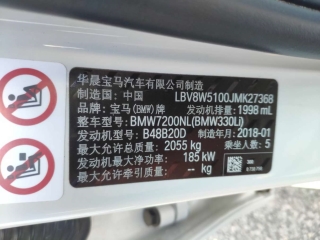 华晨宝马汽车有限公司制造
制造国: 中国 LBV8W5100JMK27368
品牌: 宝马(BMW)牌 发动机排量: 1998 mL
整车型号: BMW7200NL(BMW330Li)
发动机型号: B48B20D 制造年月: 2018-01
最大允许总质量: 2055 kg 乘坐人数: 5
发动机最大净功率: 185 kW
最大允许牵引质量: -- kg